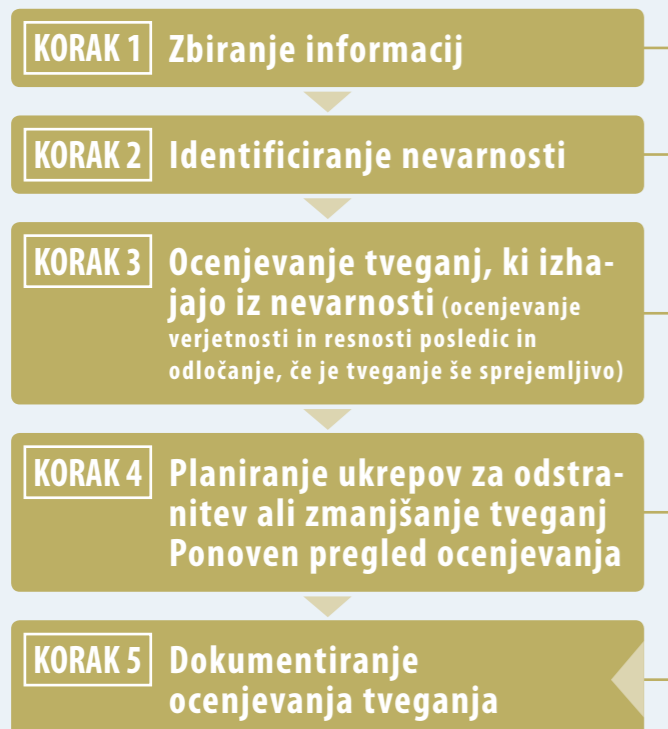 KORAK 1 Zbiranje informacij
KORAK 2 Identificiranje nevarnosti
KORAK 3 Ocenjevanje tveganj, ki izha-
jajo iz nevarnosti (ocenjevanje
verjetnosti in resnosti posledic in
odločanje, če je tveganje še sprejemljivo)
KORAK 4 Planiranje ukrepov za odstra-
nitev ali zmanjšanje tveganj
Ponoven pregled ocenjevanja
KORAK 5 Dokumentiranje
ocenjevanja tveganja